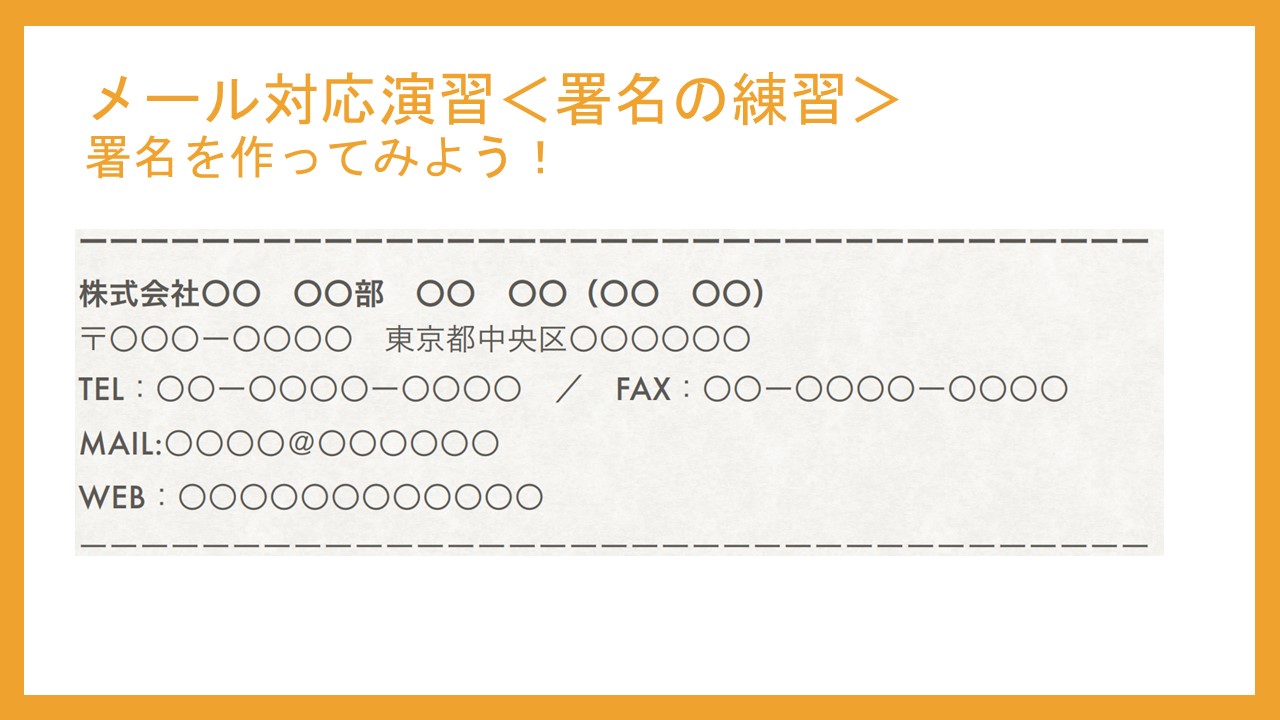 メール対応演習＜署名の練習＞
署名を作ってみよう！
ーーーーーーーーーーーーーーーーーーーーーーーーーーーーーーーーーーー
株式会社〇〇　〇〇部　〇〇　〇〇（〇〇　〇〇）
〒〇〇〇ー〇〇〇〇　東京都中央区〇〇〇〇〇〇
TEL：〇〇ー〇〇〇〇ー〇〇〇〇　／　FAX：〇〇ー〇〇〇〇ー〇〇〇〇
MAIL:〇〇〇〇＠〇〇〇〇〇〇
WEB：〇〇〇〇〇〇〇〇〇〇〇〇
ーーーーーーーーーーーーーーーーーーーーーーーーーーーーーーーーーーー